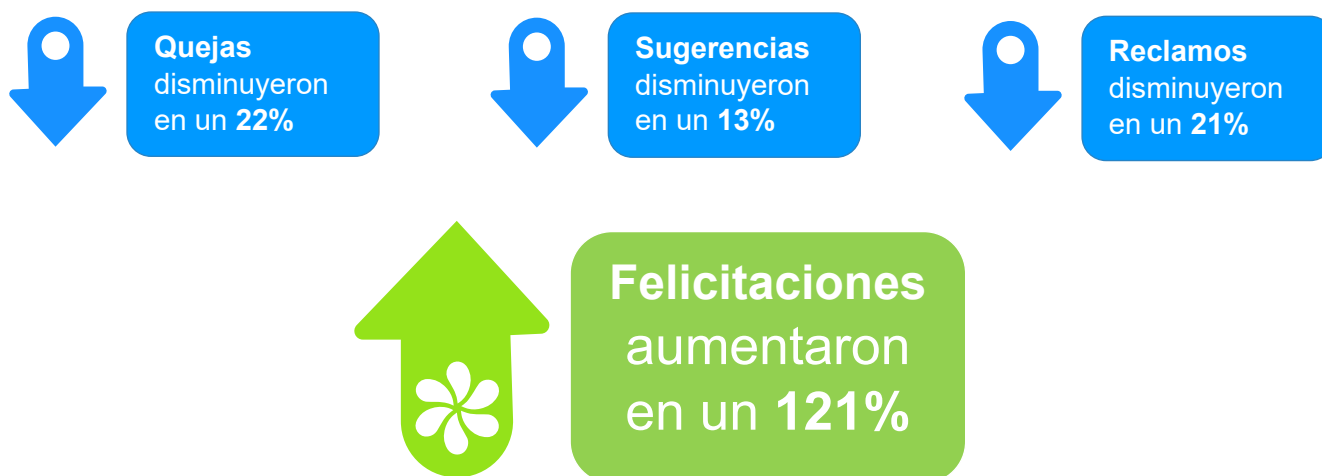 Quejas
disminuyeron
en un 22%
Sugerencias
disminuyeron
en un 13%
Reclamos
disminuyeron
en un 21%
Felicitaciones
aumentaron
en un 121%